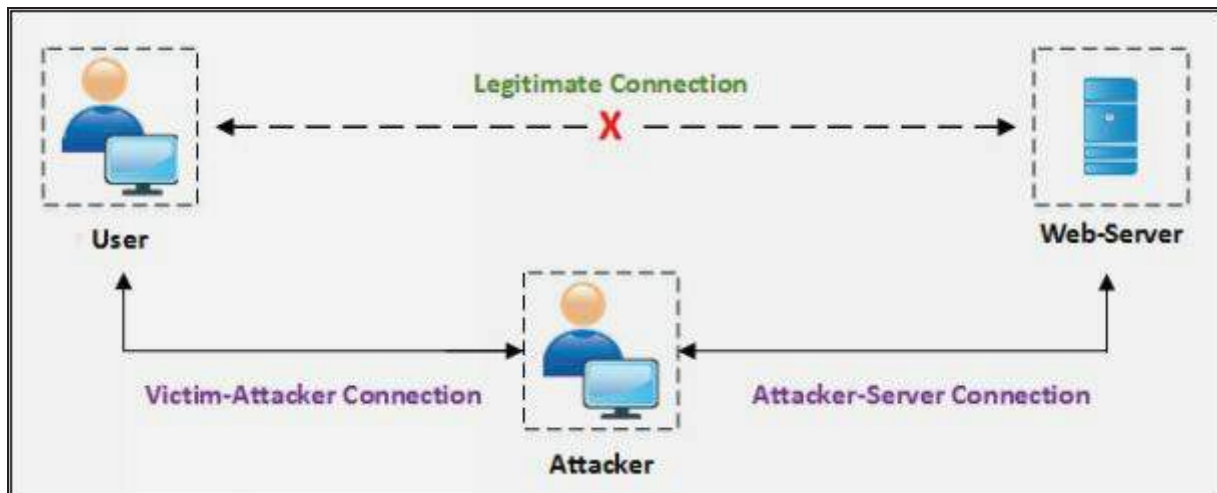 Legitimate Connection
X
User
Web-Server
Victim-Attacker Connection
Attacker-Server Connection
Attacker